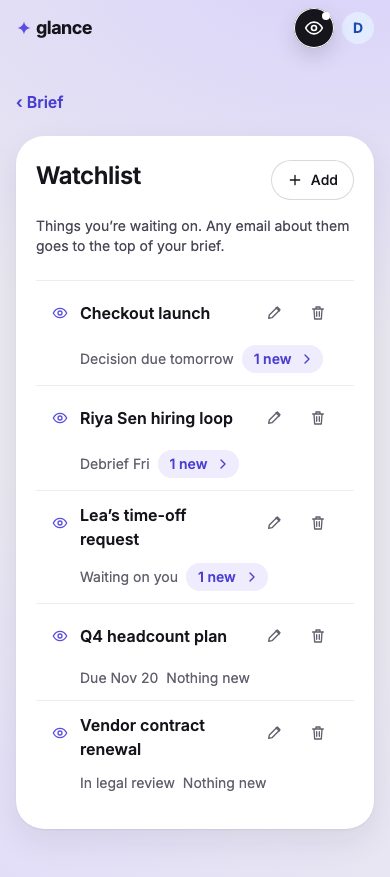 glance
D
‹ Brief
Watchlist
+ Add
Things you’re waiting on. Any email about them
goes to the top of your brief.
Checkout launch
Decision due tomorrow 1 new
Riya Sen hiring loop
Debrief Fri 1 new
Lea’s time-off
request
Waiting on you 1 new
Q4 headcount plan
Due Nov 20 Nothing new
Vendor contract
renewal
In legal review Nothing new